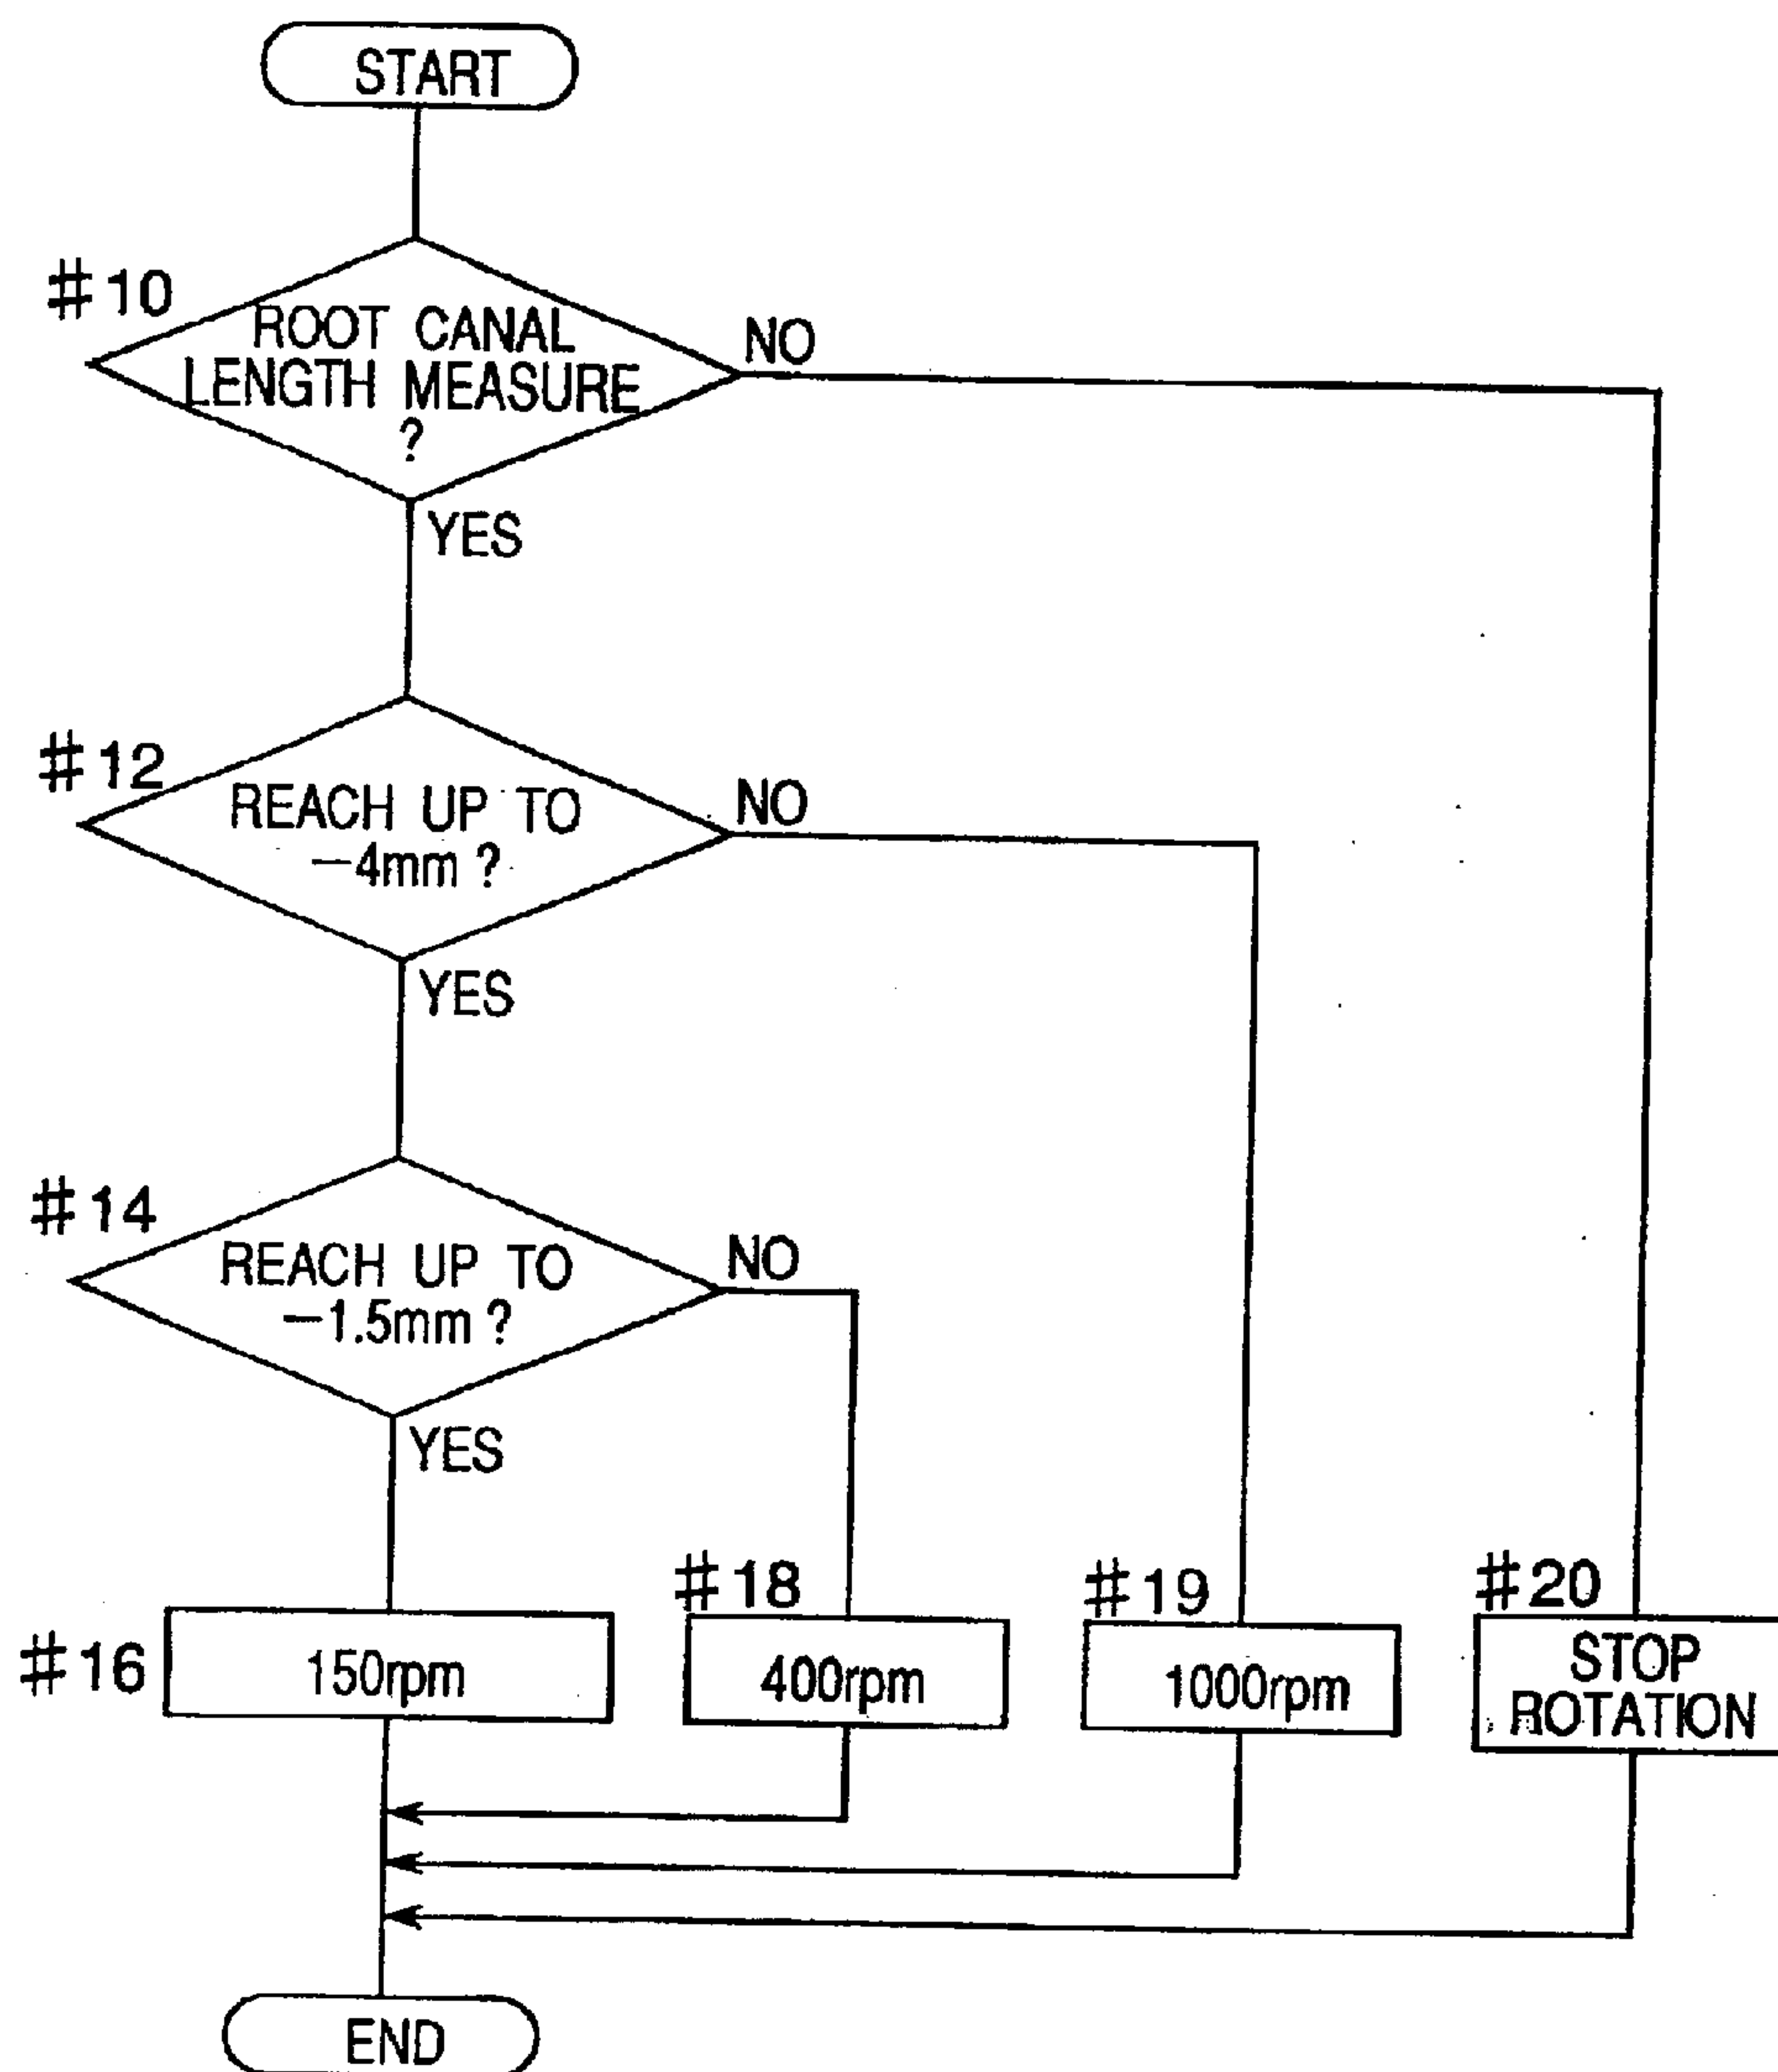 START
#10
ROOT CANAL
LENGTH MEASURE
?
NO
YES
#12
REACH UP TO
−4mm ?
NO
YES
#14
REACH UP TO
−1.5mm ?
NO
YES
#16
150rpm
#18
400rpm
#19
1000rpm
#20
STOP
ROTATION
END